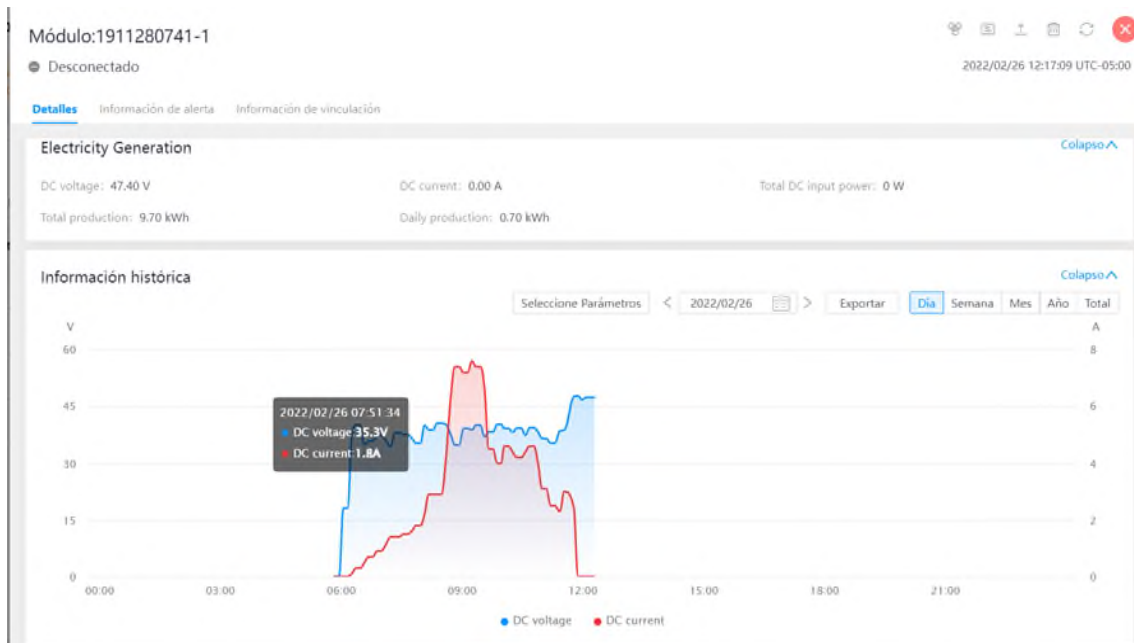 Módulo:1911280741-1
Desconectado
2022/02/26 12:17:09 UTC-05:00
Detalles Información de alerta Información de vinculación
Electricity Generation Colapso
DC voltage: 47.40 V DC current: 0.00 A Total DC input power: 0 W
Total production: 9.70 kWh Daily production: 0.70 kWh
Información histórica Colapso
Seleccione Parámetros < 2022/02/26 > Exportar Día Semana Mes Año Total
V A
60 8
45 6
2022/02/26 07:51:34
DC voltage:35.3V
DC current:1.8A
30 4
15 2
0 0
00:00 03:00 06:00 09:00 12:00 15:00 18:00 21:00
DC voltage DC current